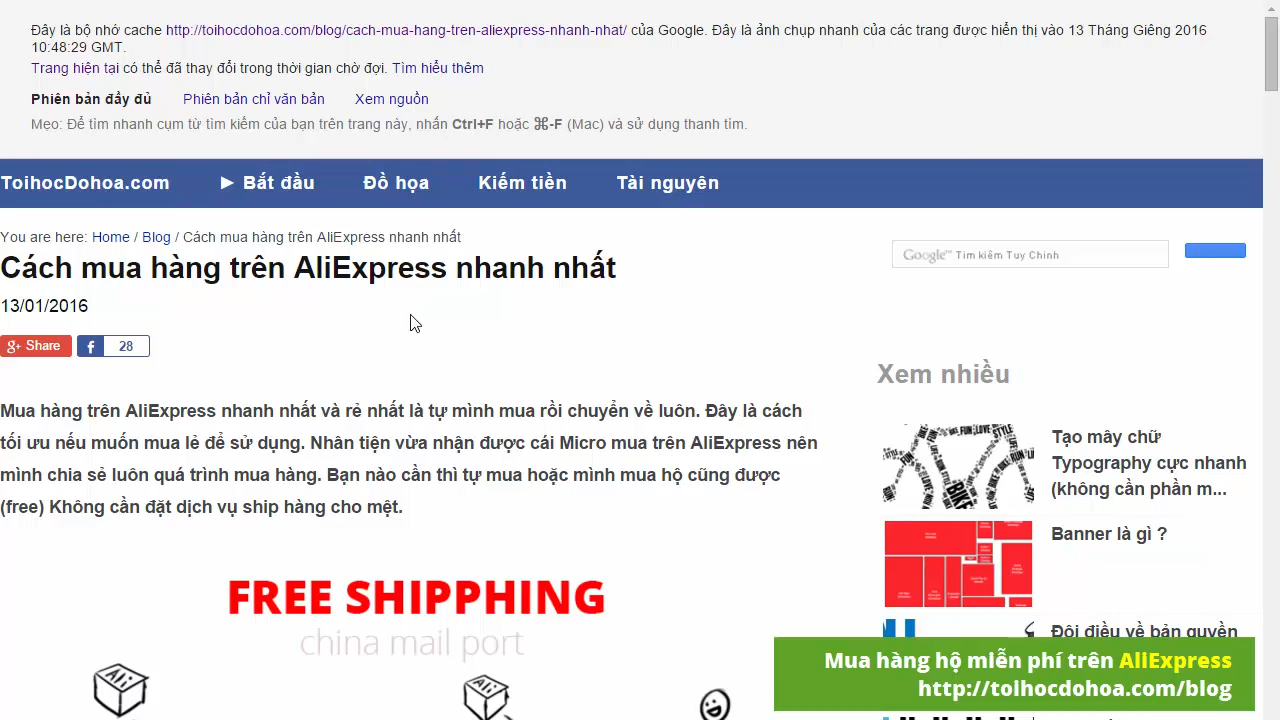 Đây là bộ nhớ cache http://toihocdohoa.com/blog/cach-mua-hang-tren-aliexpress-nhanh-nhat/ của Google. Đây là ảnh chụp nhanh của các trang được hiển thị vào 13 Tháng Giêng 2016
10:48:29 GMT.
Trang hiện tại có thể đã thay đổi trong thời gian chờ đợi. Tìm hiểu thêm
Phiên bản đầy đủ Phiên bản chỉ văn bản Xem nguồn
Mẹo: Để tìm nhanh cụm từ tìm kiếm của bạn trên trang này, nhấn Ctrl+F hoặc ⌘-F (Mac) và sử dụng thanh tìm.
ToihocDohoa.com ► Bắt đầu Đồ họa Kiếm tiền Tài nguyên
You are here: Home / Blog / Cách mua hàng trên AliExpress nhanh nhất
Cách mua hàng trên AliExpress nhanh nhất
13/01/2016
g+ Share f 28
Mua hàng trên AliExpress nhanh nhất và rẻ nhất là tự mình mua rồi chuyển về luôn. Đây là cách
tối ưu nếu muốn mua lẻ để sử dụng. Nhân tiện vừa nhận được cái Micro mua trên AliExpress nên
mình chia sẻ luôn quá trình mua hàng. Bạn nào cần thì tự mua hoặc mình mua hộ cũng được
(free) Không cần đặt dịch vụ ship hàng cho mệt.
FREE SHIPPHING
china mail port
Ali
Ali
Google™ Tìm kiếm Tùy Chỉnh
Xem nhiều
Tạo mây chữ
Typography cực nhanh
(không cần phần m...
Banner là gì ?
Đôi điều về bản quyền
Mua hàng hộ miễn phí trên AliExpress
http://toihocdohoa.com/blog